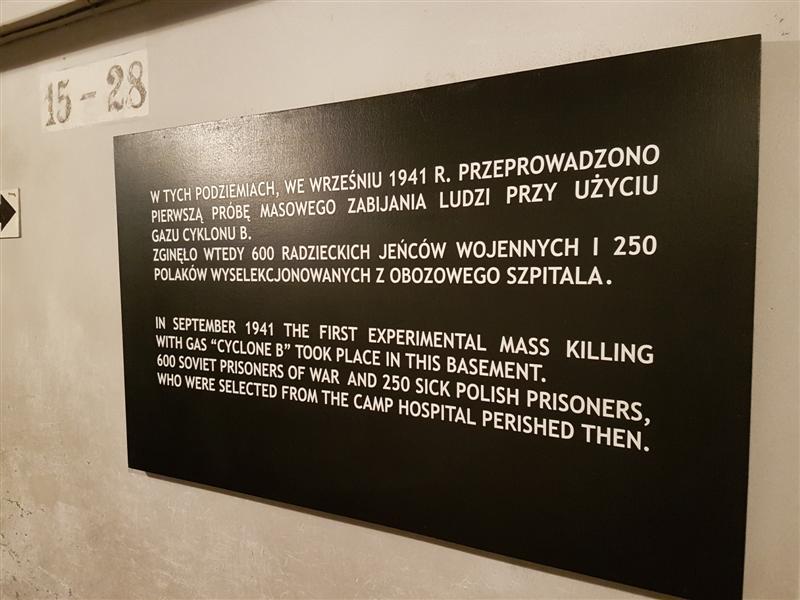 15 - 28
W TYCH PODZIEMIACH, WE WRZEŚNIU 1941 R. PRZEPROWADZONO
PIERWSZĄ PRÓBĘ MASOWEGO ZABIJANIA LUDZI PRZY UŻYCIU
GAZU CYKLONU B.
ZGINĘLO WTEDY 600 RADZIECKICH JEŃCÓW WOJENNYCH I 250
POLAKÓW WYSELEKCJONOWANYCH Z OBOZOWEGO SZPITALA.
IN SEPTEMBER 1941 THE FIRST EXPERIMENTAL MASS KILLING
WITH GAS "CYCLONE B" TOOK PLACE IN THIS BASEMENT.
600 SOVIET PRISONERS OF WAR AND 250 SICK POLISH PRISONERS,
WHO WERE SELECTED FROM THE CAMP HOSPITAL PERISHED THEN.